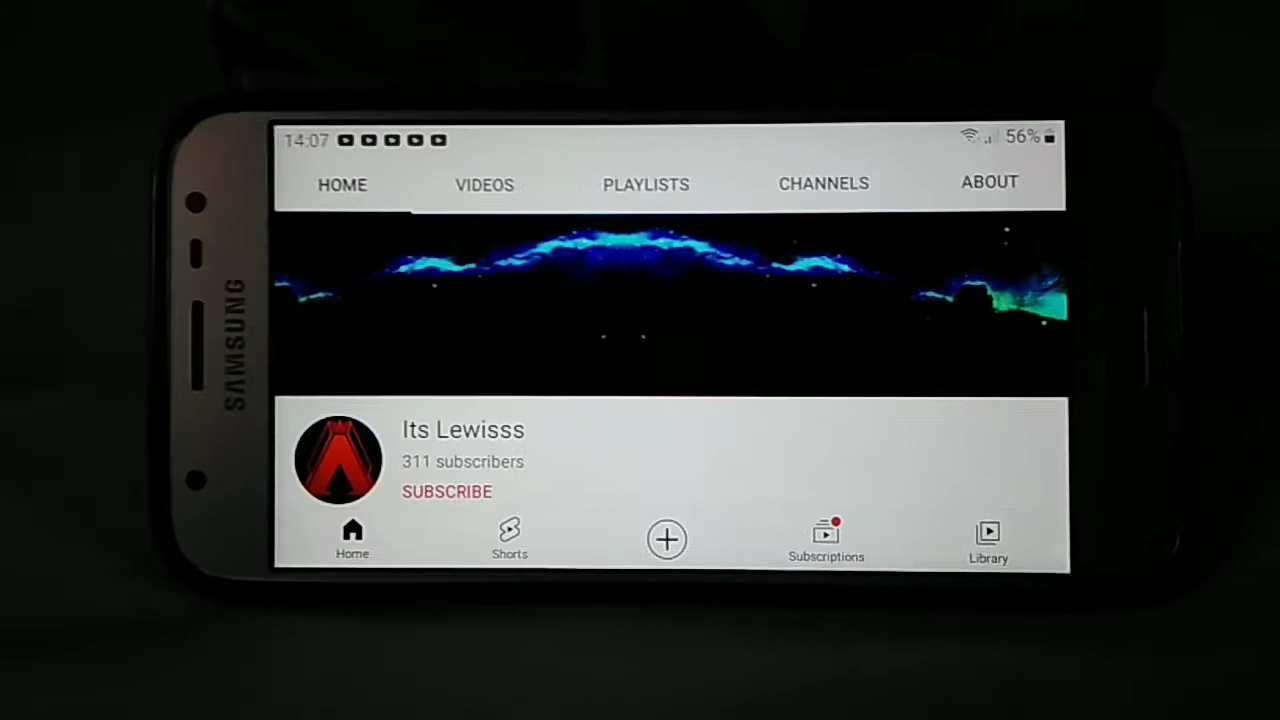 14:07 56%
HOME VIDEOS PLAYLISTS CHANNELS ABOUT
SAMSUNG
Its Lewisss
311 subscribers
SUBSCRIBE
Home Shorts Subscriptions Library